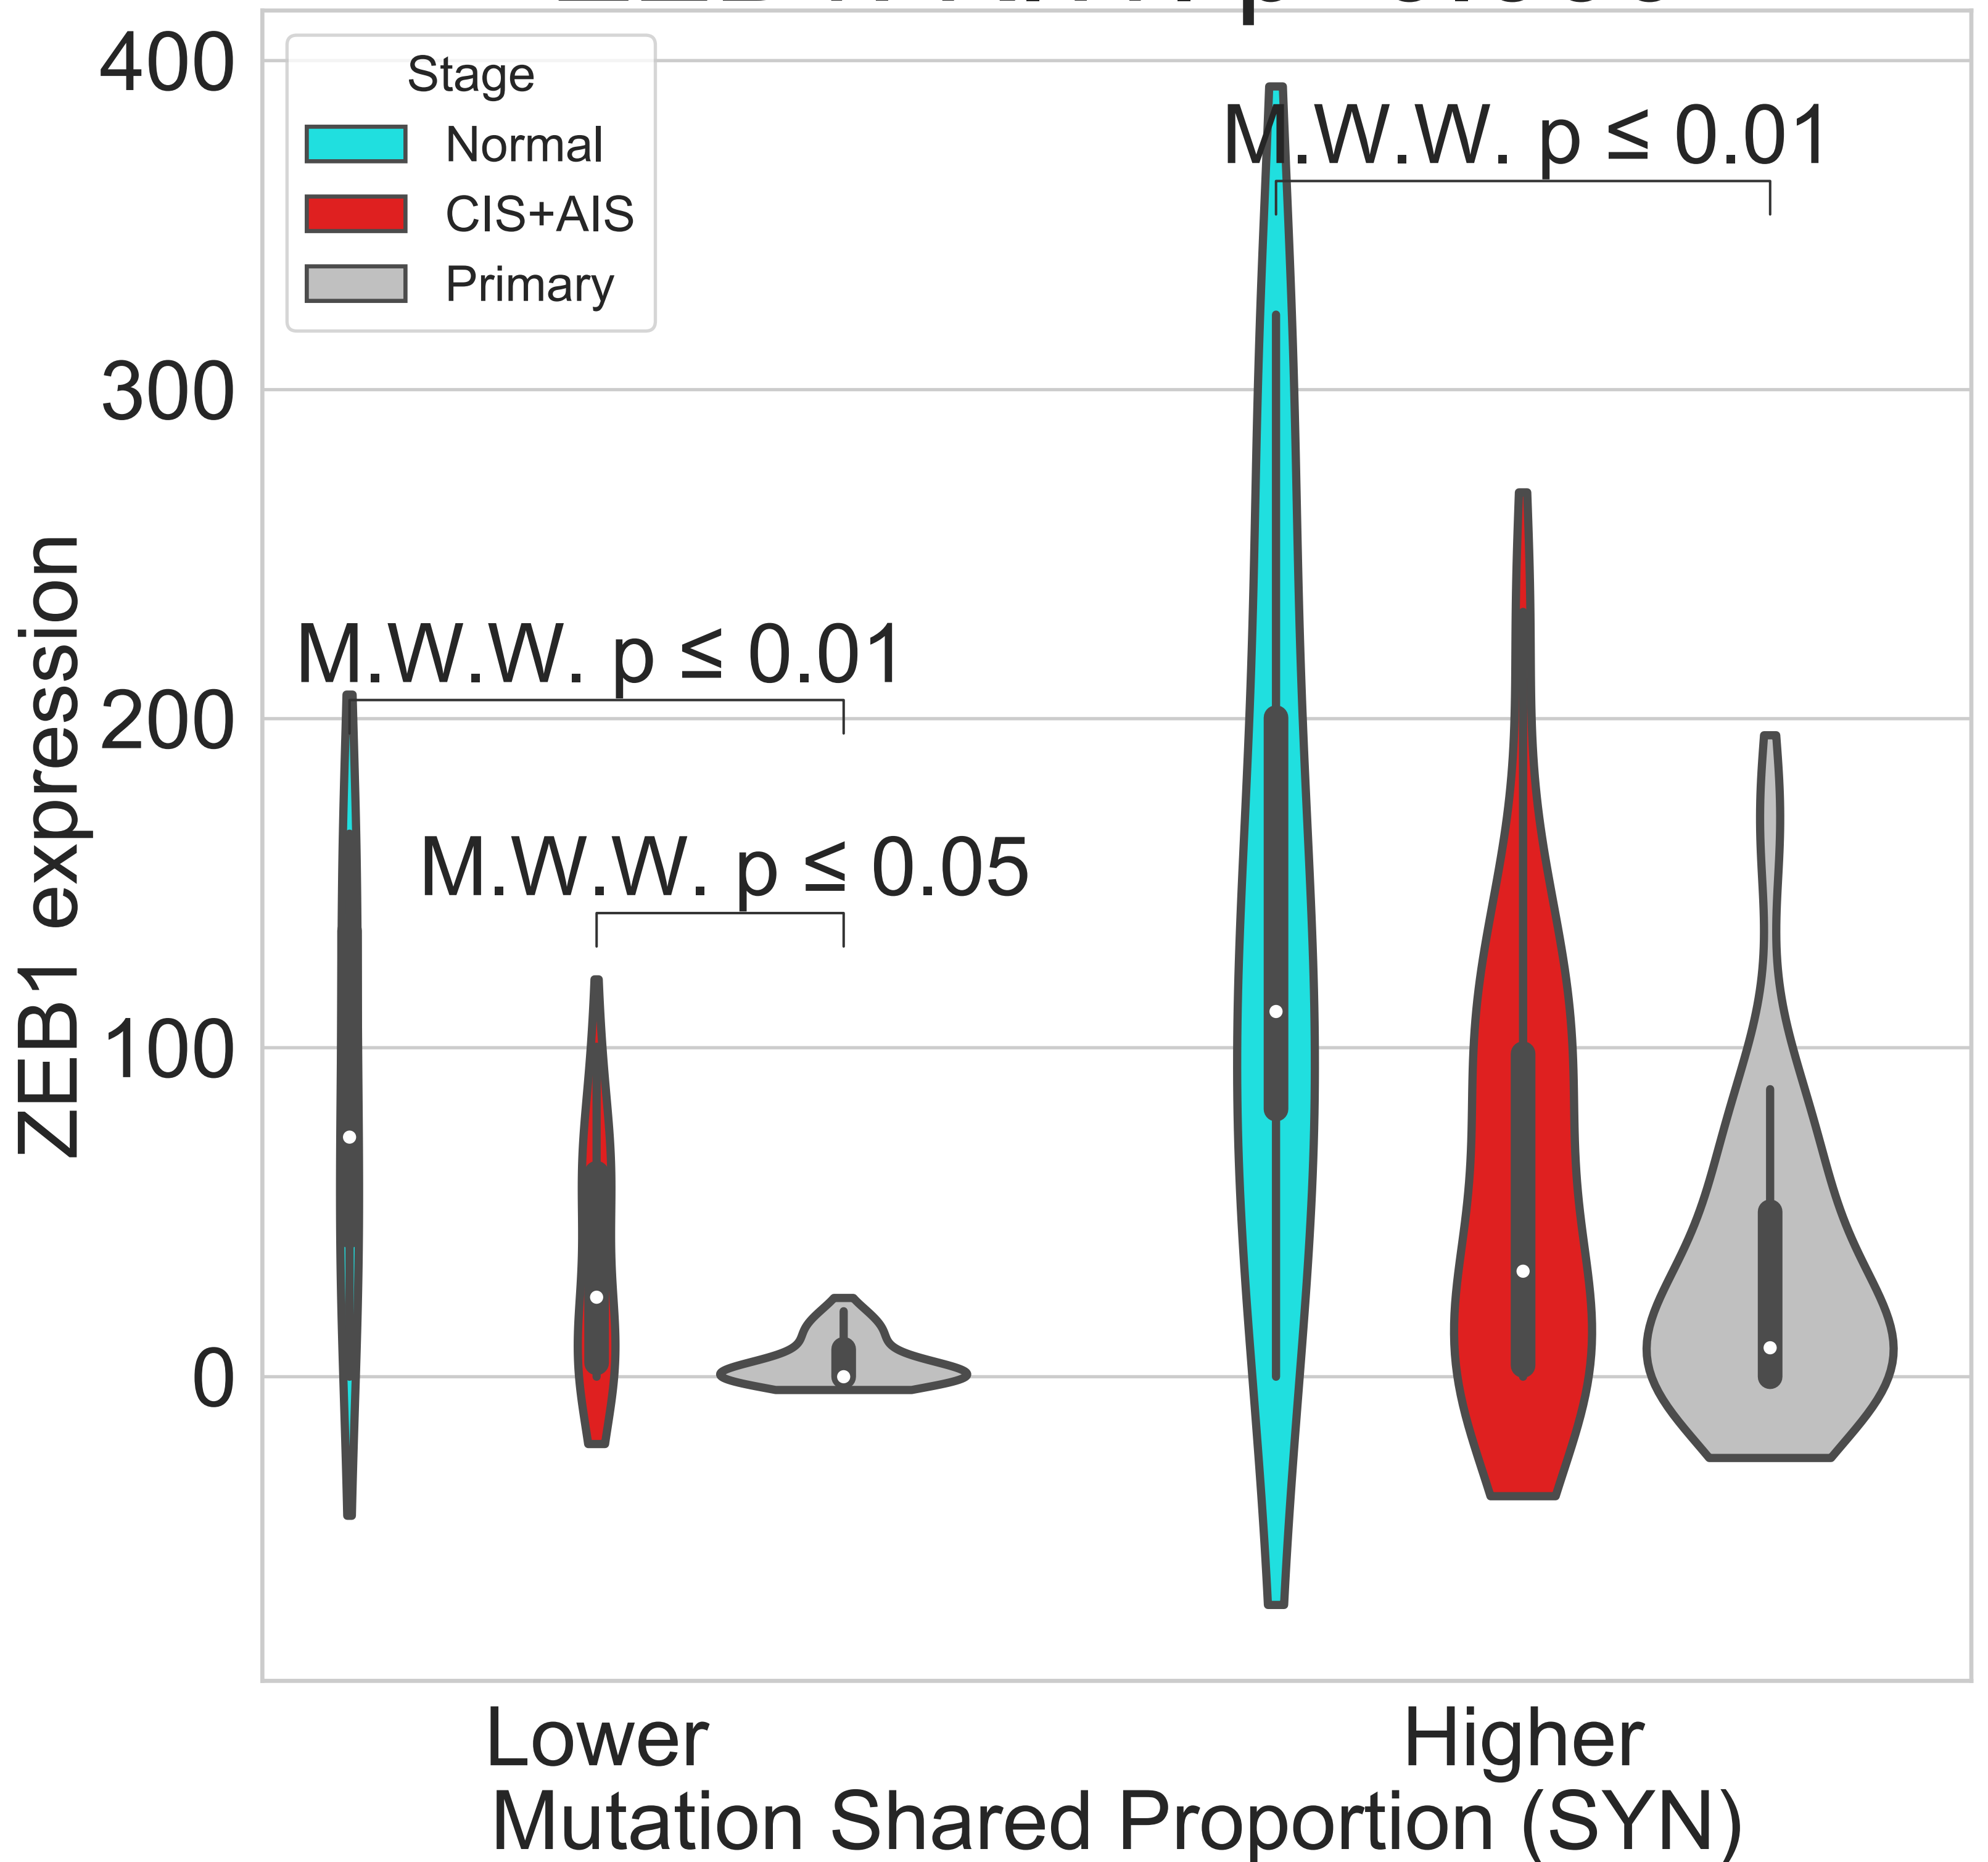 400
300
200
100
0
ZEB1 expression
Stage
Normal
CIS+AIS
Primary
M.W.W. p ≤ 0.01
M.W.W. p ≤ 0.01
M.W.W. p ≤ 0.05
Lower
Higher
Mutation Shared Proportion (SYN)